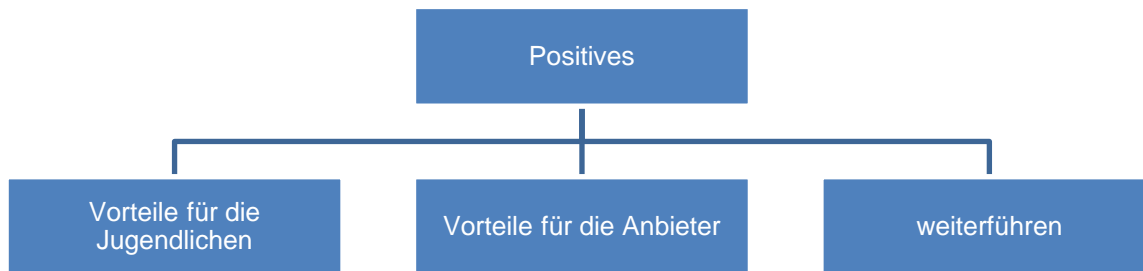 Positives
Vorteile für die
Jugendlichen
Vorteile für die Anbieter
weiterführen